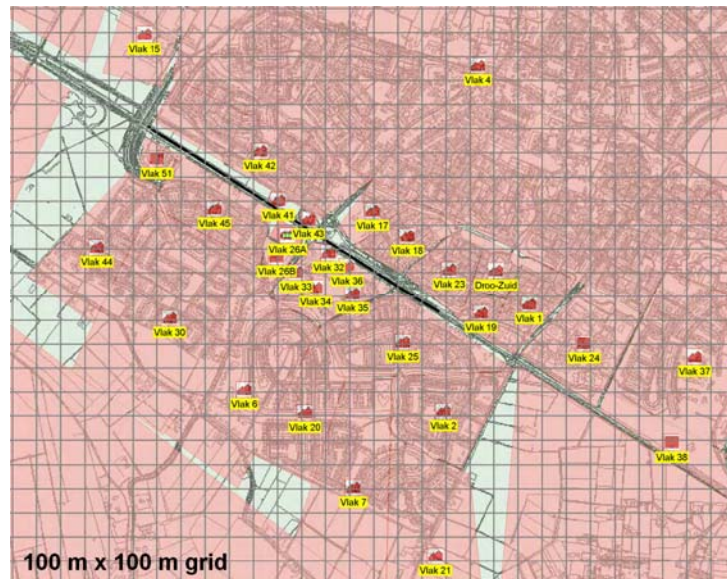 Vlak 15
Vlak 4
Vlak 42
Vlak 51
Vlak 41
Vlak 45
Vlak 17
Vlak 43
Vlak 18
Vlak 26A
Vlak 44
Vlak 32
Vlak 26B
Vlak 36
Vlak 23
Droo-Zuid
Vlak 33
Vlak 34
Vlak 35
Vlak 1
Vlak 19
Vlak 30
Vlak 25
Vlak 24
Vlak 37
Vlak 6
Vlak 20
Vlak 2
Vlak 38
Vlak 7
100 m x 100 m grid
Vlak 21